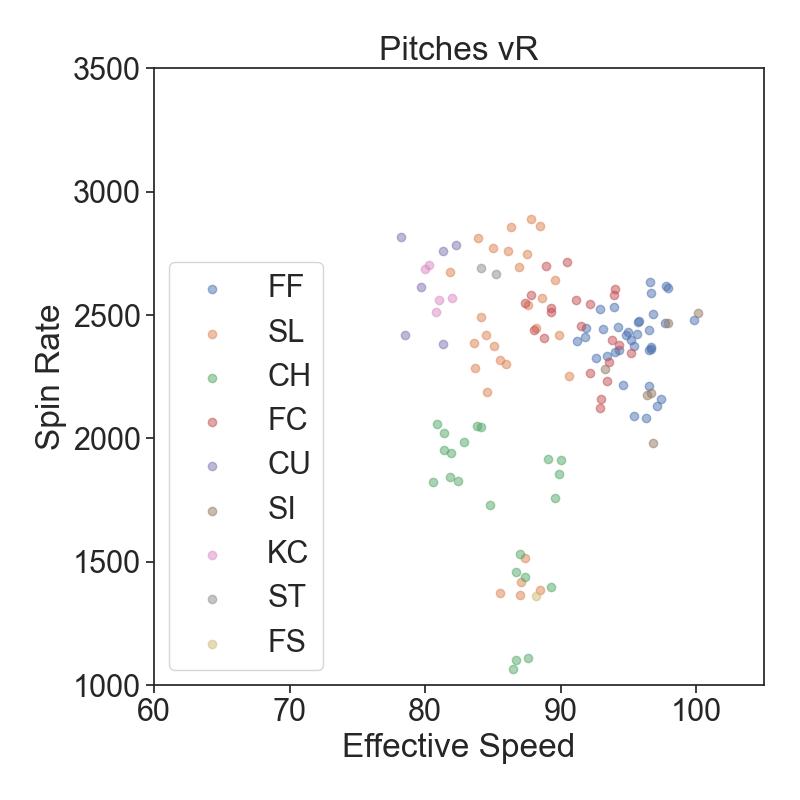 Pitches vR
3500
3000
2500
2000
1500
1000
Spin Rate
FF
SL
CH
FC
CU
SI
KC
ST
FS
60 70 80 90 100
Effective Speed